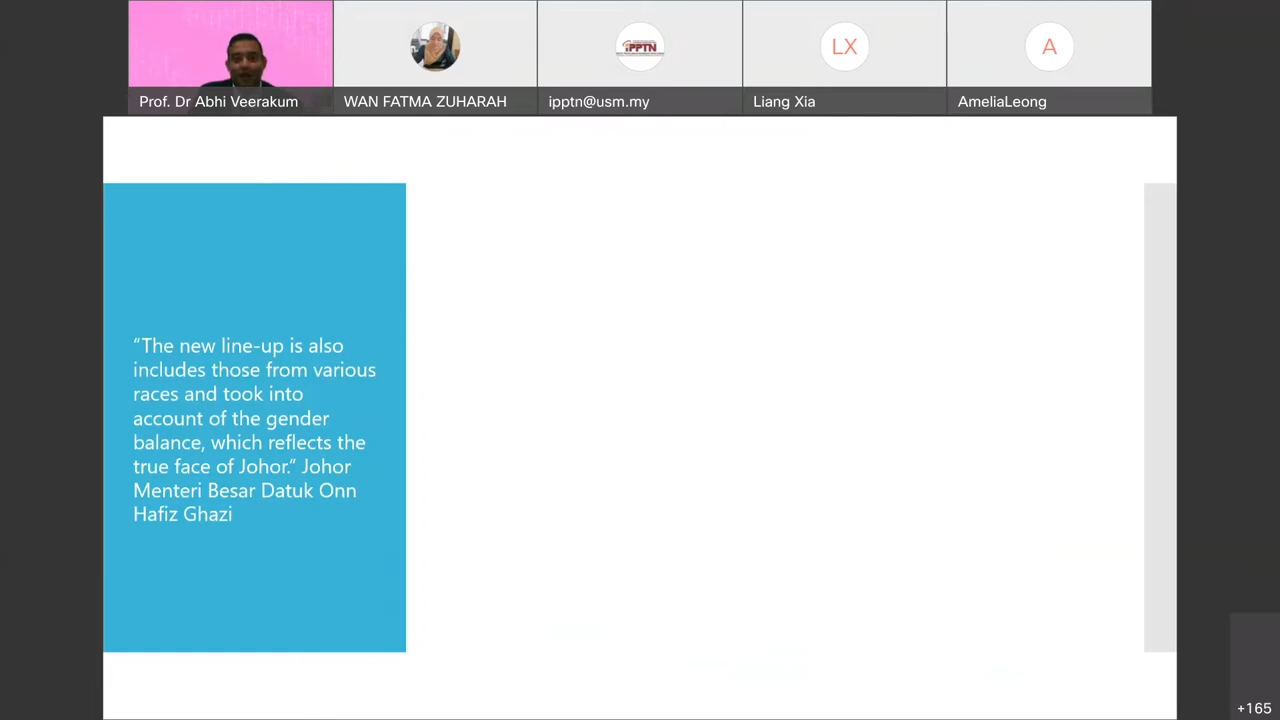 Prof. Dr Abhi Veerakum
WAN FATMA ZUHARAH
ipptn@usm.my
Liang Xia
AmeliaLeong
IPPTN
LX
A
“The new line-up is also
includes those from various
races and took into
account of the gender
balance, which reflects the
true face of Johor.” Johor
Menteri Besar Datuk Onn
Hafiz Ghazi
+165